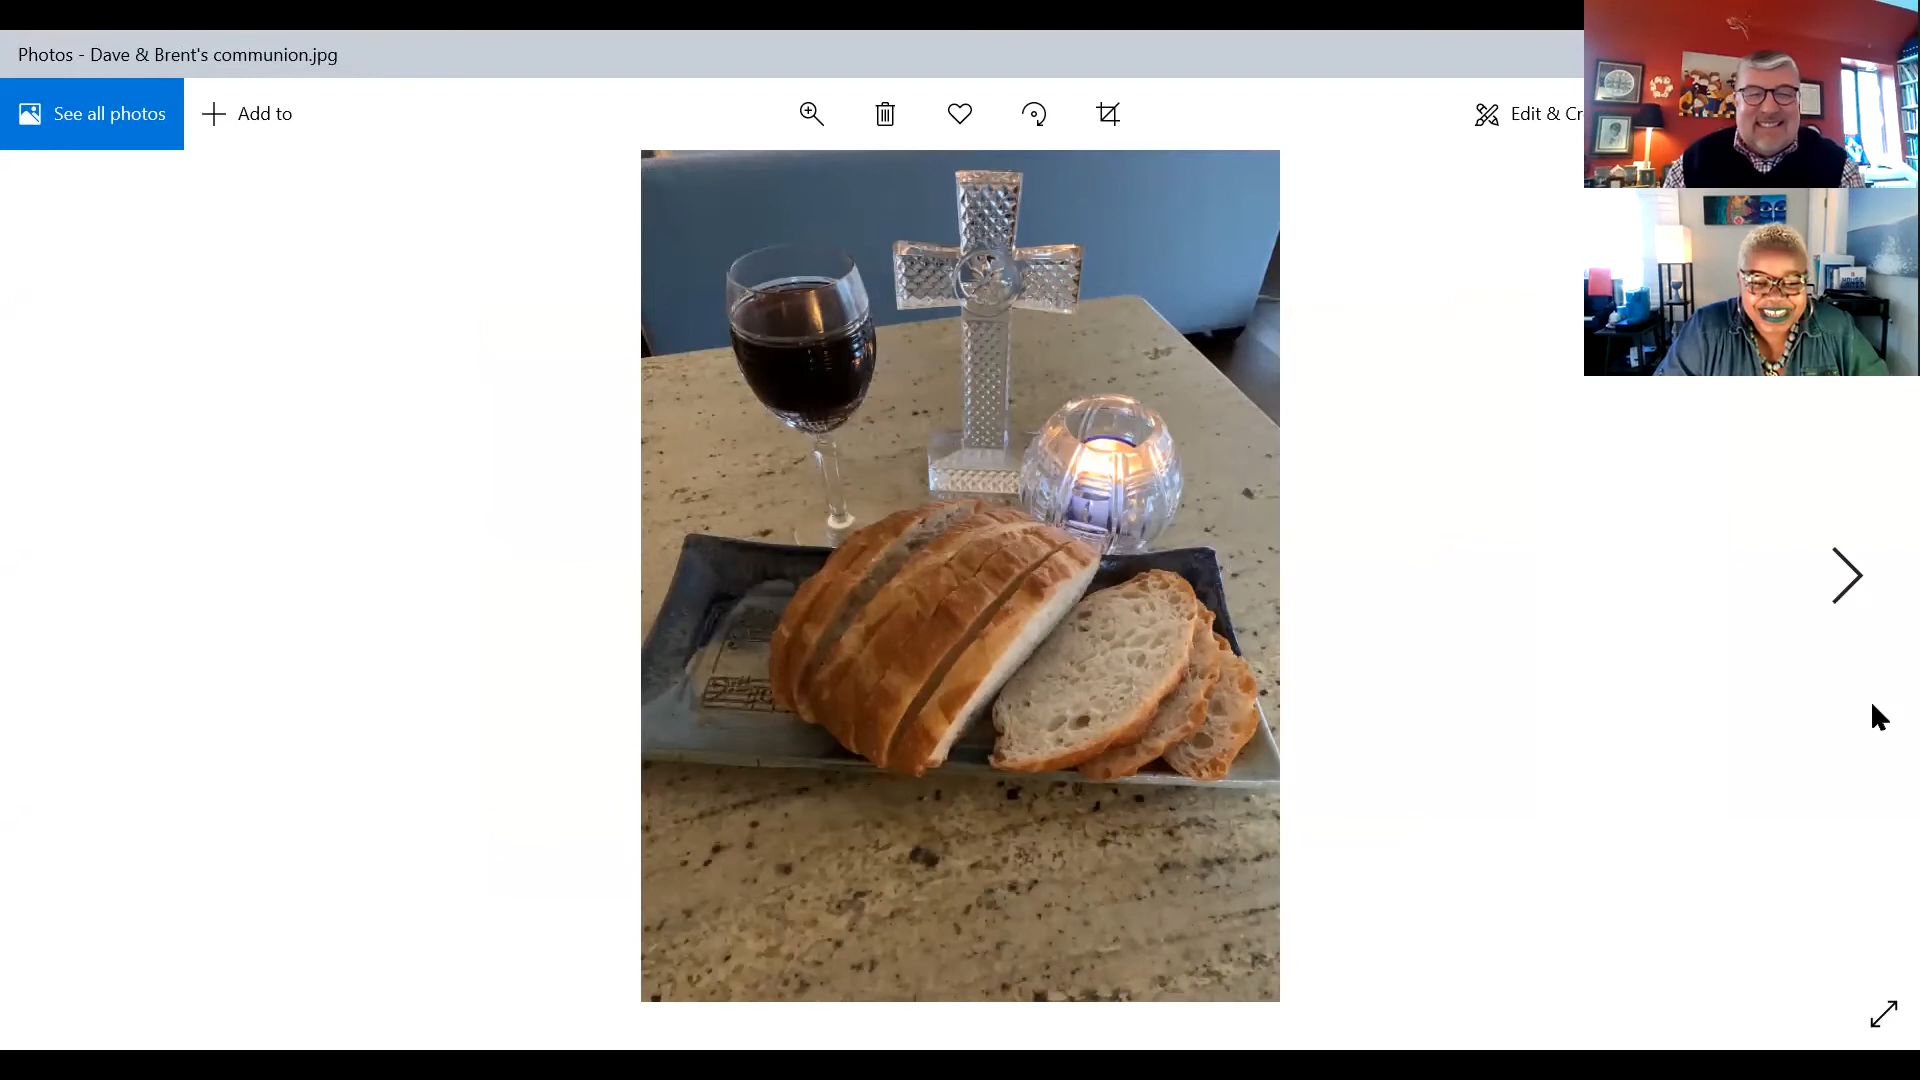 Photos - Dave & Brent's communion.jpg
See all photos
Add to
Edit & Cr